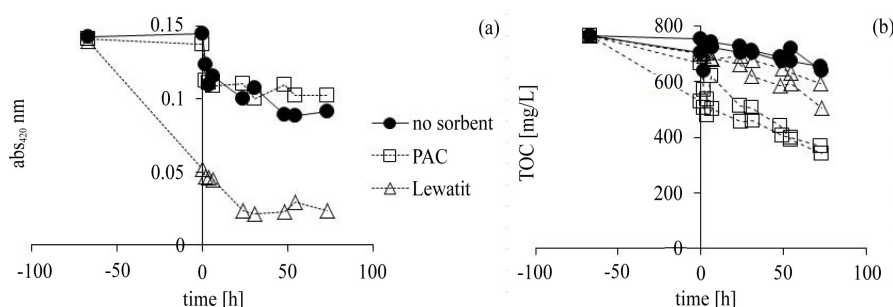 (a)
0.15
0.1
0.05
0
abs420 nm
-100
-50
0
50
100
time [h]
no sorbent
PAC
Lewatit
(b)
800
600
400
200
0
TOC [mg/L]
-100
-50
0
50
100
time [h]